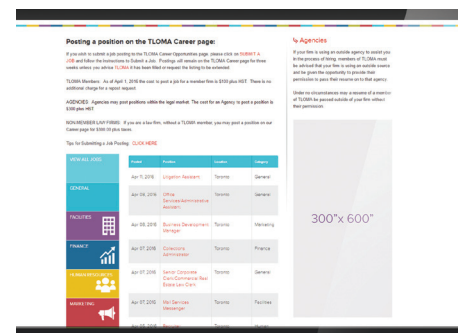 Posting a position on the TLOMA Career page:
If you wish to submit a job posting to the TLOMA Career Opportunities page, please click on SUBMIT A
JOB and follow the instructions to Submit a Job. Postings will remain on the TLOMA Career page for three
weeks unless you advise TLOMA it has been filled or request the listing to be extended.
TLOMA Members: As of April 1, 2015 the cost to post a job for a member firm is $150 plus HST. There is no
additional charge for a repeat request.
AGENCIES: Agencies may post positions within the legal market. The cost for an Agency to post a position is
$300 plus HST.
NON-MEMBER LAW FIRMS: If you are a law firm, without a TLOMA member, you may post a position on our
Career page for $300.00 plus taxes.
Tips for Submitting a Job Posting: CLICK HERE
VIEW ALL JOBS
GENERAL
FACILITIES
FINANCE
HUMAN RESOURCES
MARKETING
Posted Position Location Category
Apr 11, 2015 Litigation Assistant Toronto General
Apr 08, 2015 Office
Services/Administrative
Assistant Toronto General
Apr 08, 2015 Business Development
Manager Toronto Marketing
Apr 07, 2015 Collections
Administrator Toronto Finance
Apr 07, 2015 Senior Corporate
Clerk/Commercial Real
Estate Law Clerk Toronto General
Apr 07, 2015 Mail Services
Messenger Toronto Facilities
Apr 05, 2015 Toronto Human
Agencies
If your firm is using an outside agency to assist you
in the process of hiring, members of TLOMA must
be advised that your firm is using an outside source
and be given the opportunity to provide their
permission to pass their resume on to that agency.
Under no circumstances may a resume of a member
of TLOMA be passed outside of your firm without
their permission.
300"x 600"